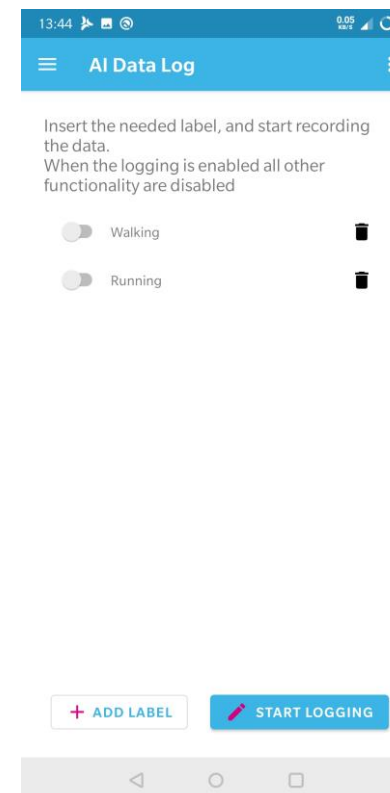 13:44
0.05
KB/S
AI Data Log
Insert the needed label, and start recording
the data.
When the logging is enabled all other
functionality are disabled
Walking
Running
+ ADD LABEL
START LOGGING